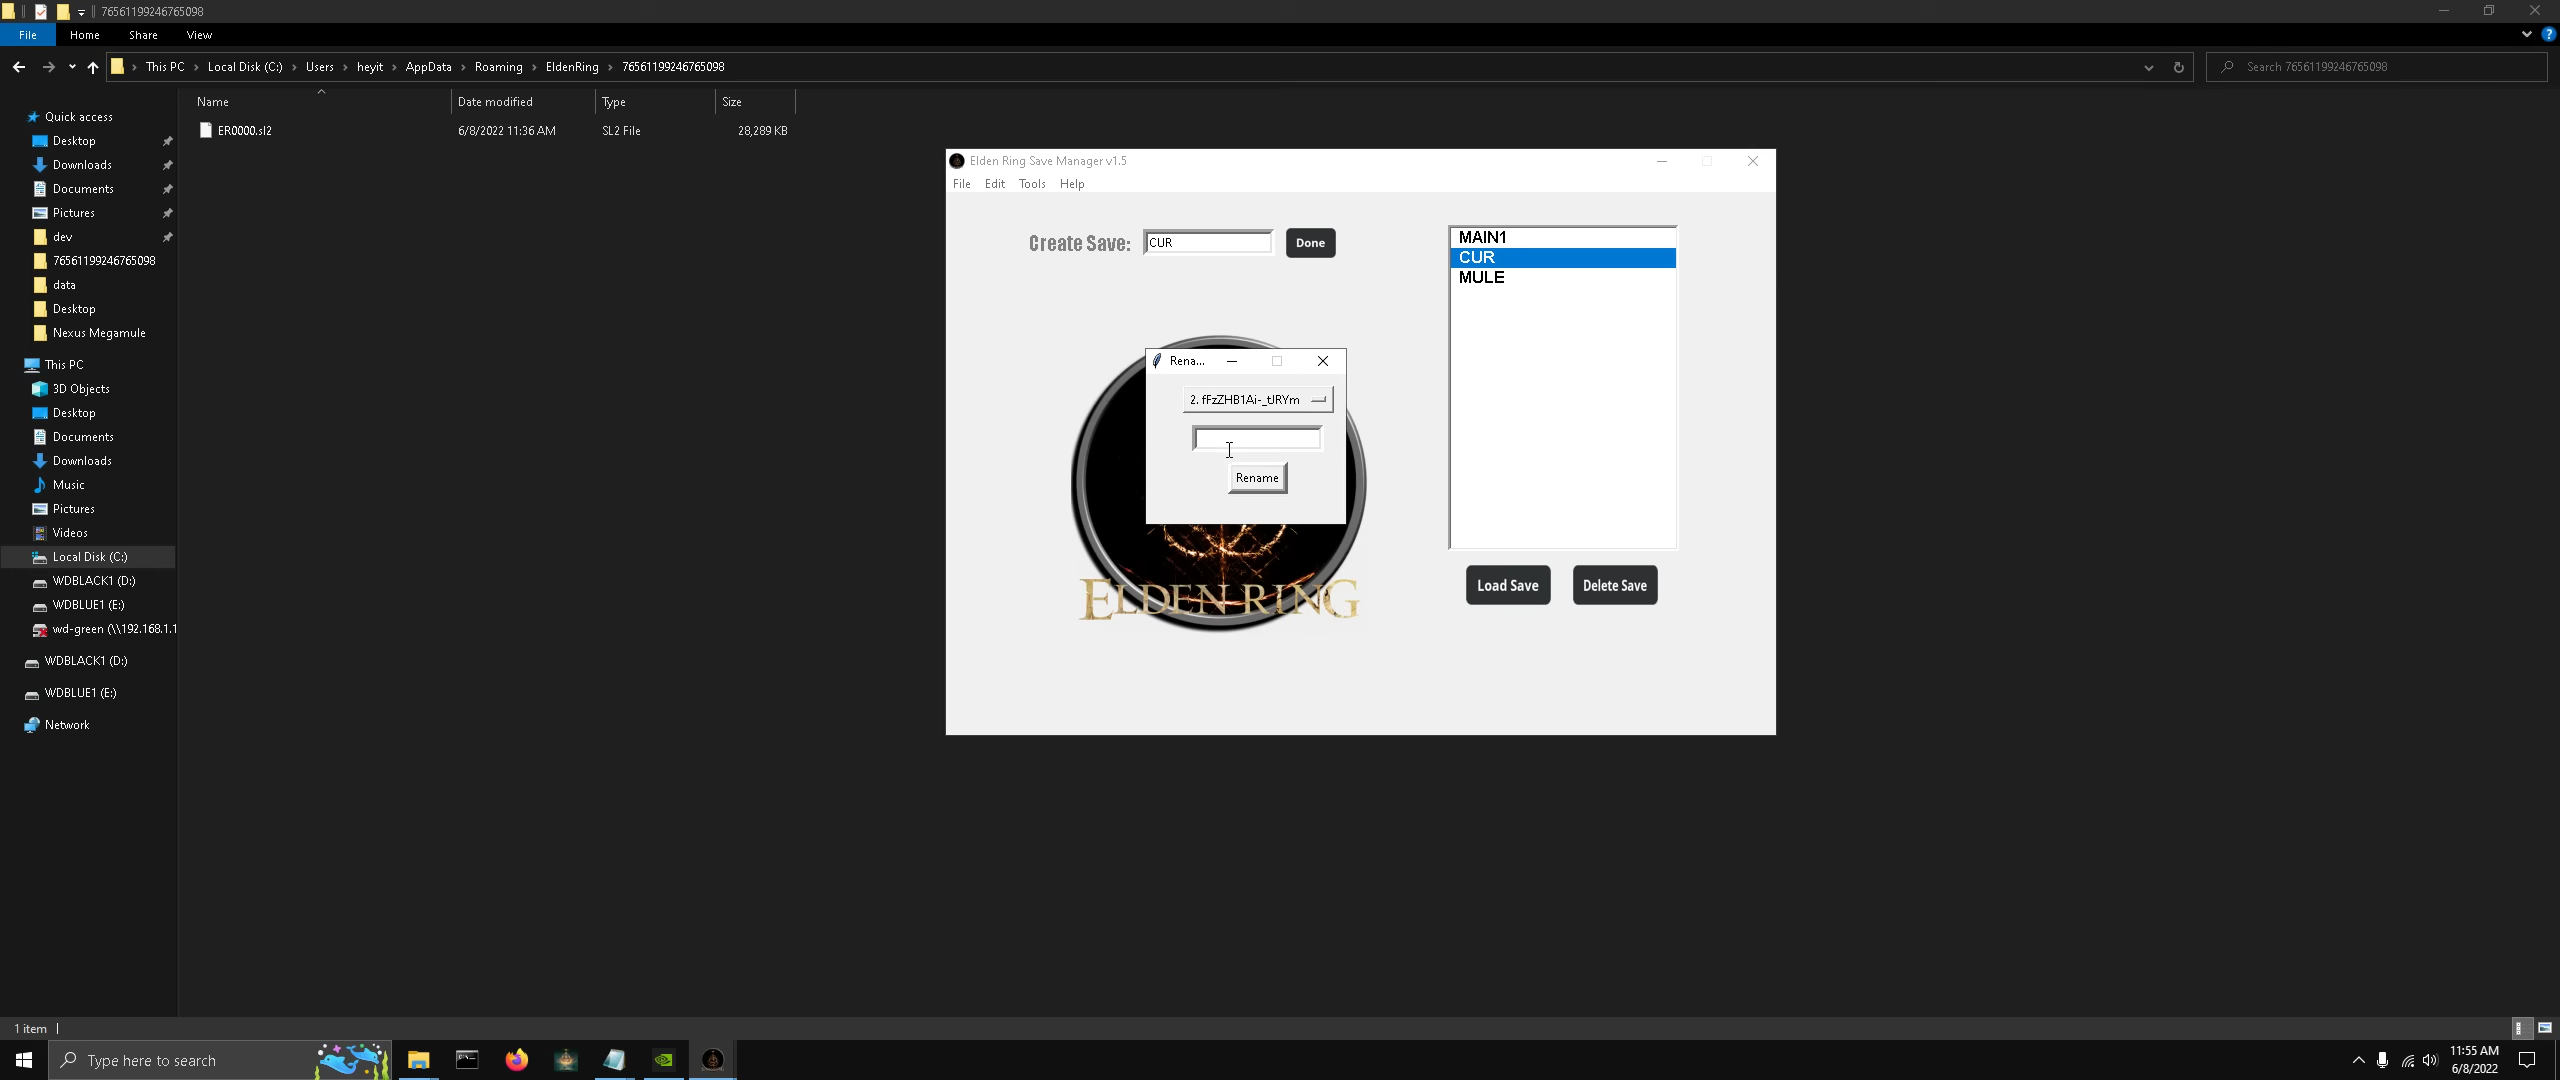 76561199246765098
File Home Share View
This PC Local Disk (C:) Users heyit AppData Roaming EldenRing 76561199246765098
Search 76561199246765098
Name Date modified Type Size
ER0000.sl2 6/8/2022 11:36 AM SL2 File 28,289 KB
Quick access
Desktop
Downloads
Documents
Pictures
dev
76561199246765098
data
Desktop
Nexus Megamule
This PC
3D Objects
Desktop
Documents
Downloads
Music
Pictures
Videos
Local Disk (C:)
WDBLACK1 (D:)
WDBLUE1 (E:)
wd-green (\\192.168.1.1
WDBLACK1 (D:)
WDBLUE1 (E:)
Network
Elden Ring Save Manager v1.5
File Edit Tools Help
Create Save: CUR Done
MAIN1
CUR
MULE
Rena...
2. fFzZHB1Ai-_tJRYm
Rename
ELDEN RING
Load Save Delete Save
1 item
Type here to search
11:55 AM
6/8/2022